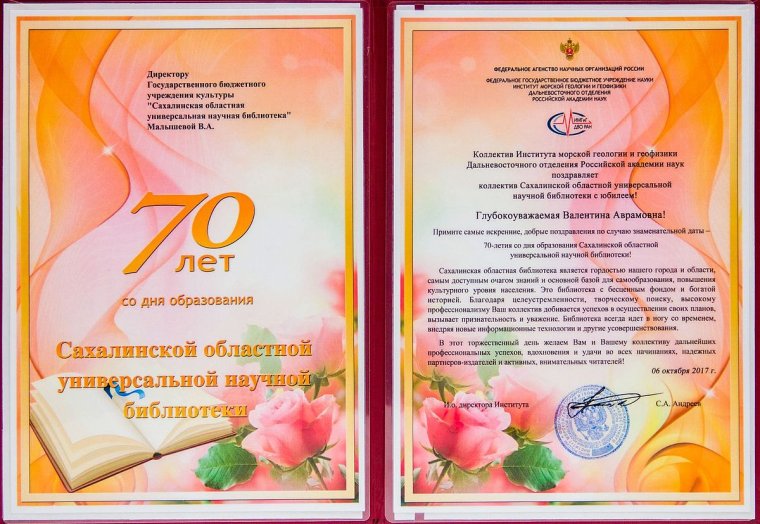 Директору
Государственного бюджетного
учреждения культуры
"Сахалинская областная
универсальная научная библиотека"
Малышевой В.А.
70
лет
со дня образования
Сахалинской областной
универсальной научной
библиотеки
ФЕДЕРАЛЬНОЕ АГЕНСТВО НАУЧНЫХ ОРГАНИЗАЦИЙ РОССИИ
ФЕДЕРАЛЬНОЕ ГОСУДАРСТВЕННОЕ БЮДЖЕТНОЕ УЧРЕЖДЕНИЕ НАУКИ
ИНСТИТУТ МОРСКОЙ ГЕОЛОГИИ И ГЕОФИЗИКИ
ДАЛЬНЕВОСТОЧНОГО ОТДЕЛЕНИЯ
РОССИЙСКОЙ АКАДЕМИИ НАУК
ИМГиГ
ДВО РАН
Коллектив Института морской геологии и геофизики
Дальневосточного отделения Российской академии наук
поздравляет
коллектив Сахалинской областной универсальной
научной библиотеки с юбилеем!
Глубокоуважаемая Валентина Аврамовна!
Примите самые искренние, добрые поздравления по случаю знаменательной даты –
70-летия со дня образования Сахалинской областной
универсальной научной библиотеки!
Сахалинская областная библиотека является гордостью нашего города и области,
самым доступным очагом знаний и основной базой для самообразования, повышения
культурного уровня населения. Это библиотека с бесценным фондом и богатой
историей. Благодаря целеустремленности, творческому поиску, высокому
профессионализму Ваш коллектив добивается успехов в осуществлении своих планов,
вызывает признательность и уважение. Библиотека всегда идет в ногу со временем,
внедряя новые информационные технологии и другие усовершенствования.
В этот торжественный день желаем Вам и Вашему коллективу дальнейших
профессиональных успехов, вдохновения и удачи во всех начинаниях, надежных
партнеров-издателей и активных, внимательных читателей!
06 октября 2017 г.
И.о. директора Института
С.А. Андреев